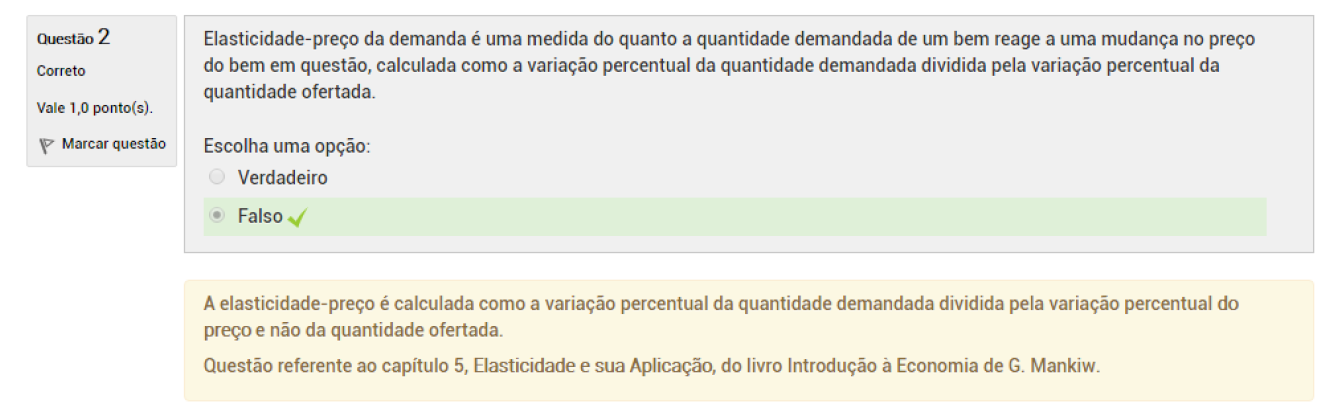 Questão 2
Correto
Vale 1,0 ponto(s).
Marcar questão
Elasticidade-preço da demanda é uma medida do quanto a quantidade demandada de um bem reage a uma mudança no preço
do bem em questão, calculada como a variação percentual da quantidade demandada dividida pela variação percentual da
quantidade ofertada.
Escolha uma opção:
Verdadeiro
Falso
A elasticidade-preço é calculada como a variação percentual da quantidade demandada dividida pela variação percentual do
preço e não da quantidade ofertada.
Questão referente ao capítulo 5, Elasticidade e sua Aplicação, do livro Introdução à Economia de G. Mankiw.